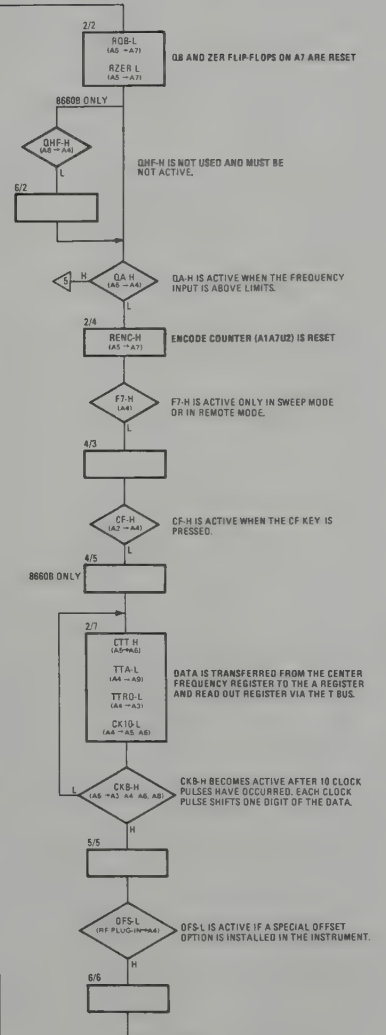 2/2
RQB-L
(A5 → A7)
RZER L
(A5 → A7)
QB AND ZER FLIP-FLOPS ON A7 ARE RESET
8660B ONLY
QHF-H
(A6 → A4)
L
QHF-H IS NOT USED AND MUST BE
NOT ACTIVE.
6/2
5
H
QA H
(A6 → A4)
L
QA-H IS ACTIVE WHEN THE FREQUENCY
INPUT IS ABOVE LIMITS.
2/4
RENC-H
(A5 → A7)
ENCODE COUNTER (A1A7U2) IS RESET
F7-H
(A4)
L
F7-H IS ACTIVE ONLY IN SWEEP MODE
OR IN REMOTE MODE.
4/3
CF-H
(A2 → A4)
L
CF-H IS ACTIVE WHEN THE CF KEY IS
PRESSED.
4/5
8660B ONLY
2/7
CTT H
(A5→A6)
TTA-L
(A4 → A9)
TTRO-L
(A4 → A3)
CK10-L
(A4 → A5, A6)
DATA IS TRANSFERRED FROM THE CENTER
FREQUENCY REGISTER TO THE A REGISTER
AND READ OUT REGISTER VIA THE T BUS.
L
CKB-H
(A5 → A3 A4 A6, A8)
H
CKB-H BECOMES ACTIVE AFTER 10 CLOCK
PULSES HAVE OCCURRED. EACH CLOCK
PULSE SHIFTS ONE DIGIT OF THE DATA.
5/5
OFS-L
(RF PLUG-IN→A4)
H
OFS-L IS ACTIVE IF A SPECIAL OFFSET
OPTION IS INSTALLED IN THE INSTRUMENT.
6/6